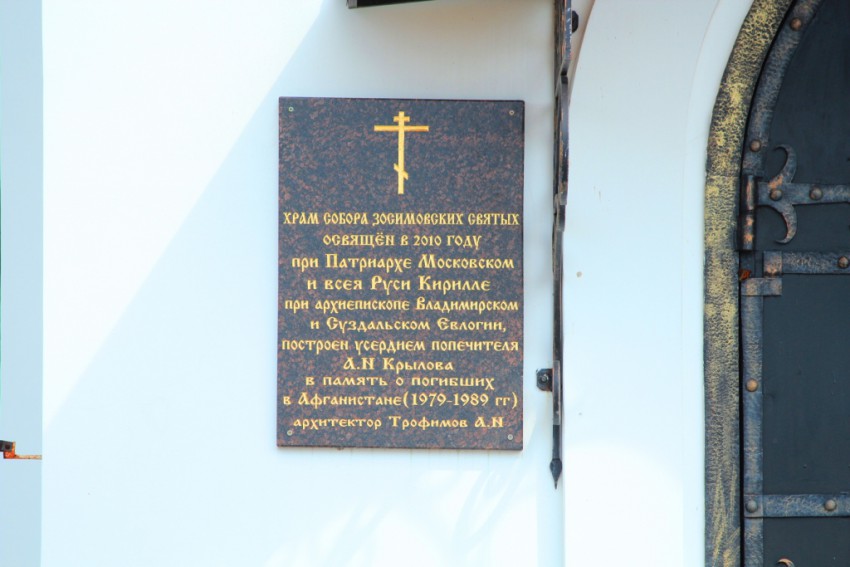 ХРАМ СОБОРА ЗОСИМОВСКИХ СВЯТЫХ
ОСВЯЩЁН В 2010 ГОДУ
при Патриархе Московском
и всея Руси Кирилле
при архиепископе Владимирском
и Суздальском Евлогии,
построен усердием попечителя
А.N Крылова
в память о погибших
в Афганистане(1979-1989 гг)
архитектор Трофимов А.N